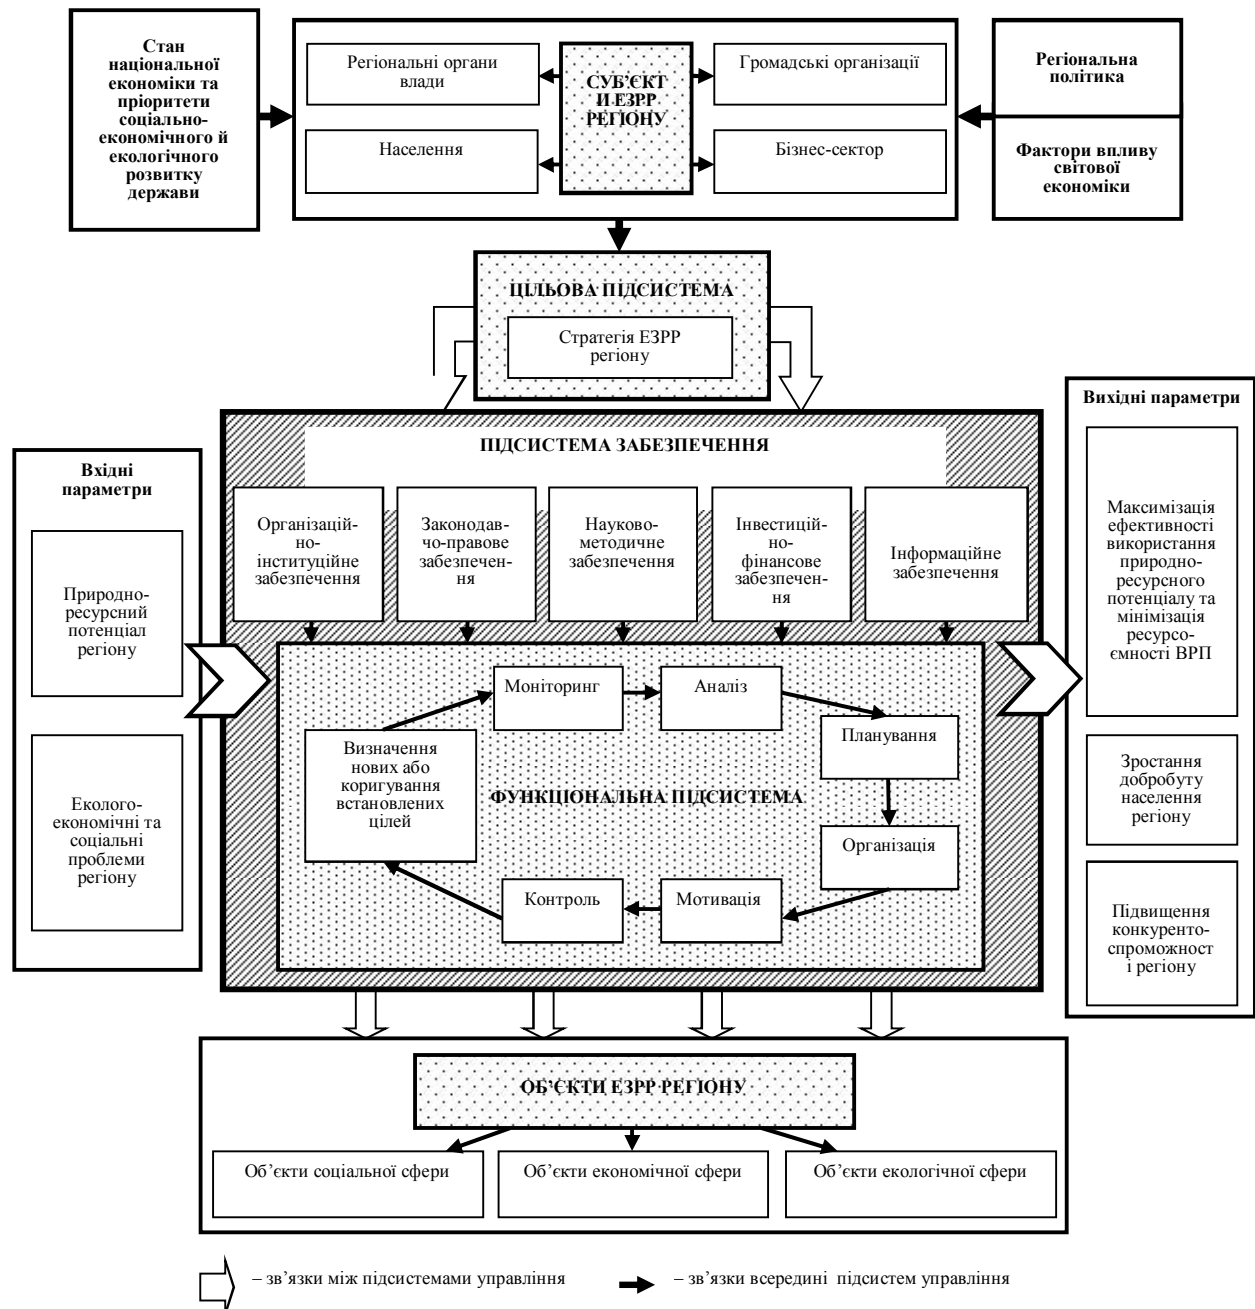 Стан
національної
економіки та
пріоритети
соціально-
економічного й
екологічного
розвитку
держави
Регіональні органи
влади
Населення
СУБ’ЄКТ
И ЕЗРР
РЕГІОНУ
Громадські організації
Бізнес-сектор
Регіональна
політика
Фактори впливу
світової
економіки
ЦІЛЬОВА ПІДСИСТЕМА
Стратегія ЕЗРР
регіону
Вхідні
параметри
Природно-
ресурсний
потенціал
регіону
Еколого-
економічні та
соціальні
проблеми
регіону
ПІДСИСТЕМА ЗАБЕЗПЕЧЕННЯ
Організацій-
но-
інституційне
забезпечення
Законодав-
чо-правове
забезпечен-
ня
Науково-
методичне
забезпечення
Інвестицій-
но-
фінансове
забезпечен-
ня
Інформаційне
забезпечення
Моніторинг
Аналіз
Планування
Визначення
нових або
коригування
встановлених
цілей
ФУНКЦІОНАЛЬНА ПІДСИСТЕМА
Організація
Контроль
Мотивація
Вихідні параметри
Максимізація
ефективності
використання
природно-
ресурсного
потенціалу та
мінімізація
ресурсо-
ємності ВРП
Зростання
добробуту
населення
регіону
Підвищення
конкуренто-
спроможност
і регіону
ОБ’ЄКТИ ЕЗРР РЕГІОНУ
Об’єкти соціальної сфери
Об’єкти економічної сфери
Об’єкти екологічної сфери
– зв’язки між підсистемами управління
– зв’язки всередині підсистем управління